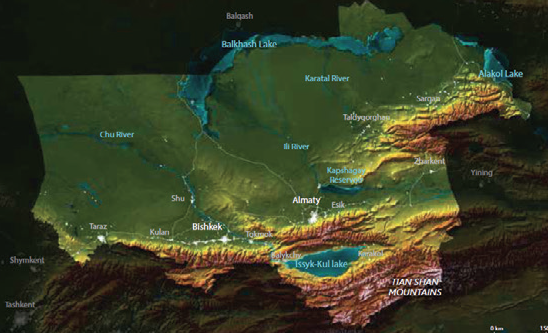 Balqash
Balkhash Lake
Karatal River
Alakol Lake
Sarqan
Taldyqorghan
Chu River
Ili River
Zharkent
Kapshagai
Reservoir
Yining
Shu
Almaty
Esik
Taraz
Kulan
Bishkek
Tokmok
Balykchy
Karakol
Issyk-Kul lake
Shymkent
TIAN SHAN
MOUNTAINS
Tashkent
0 km